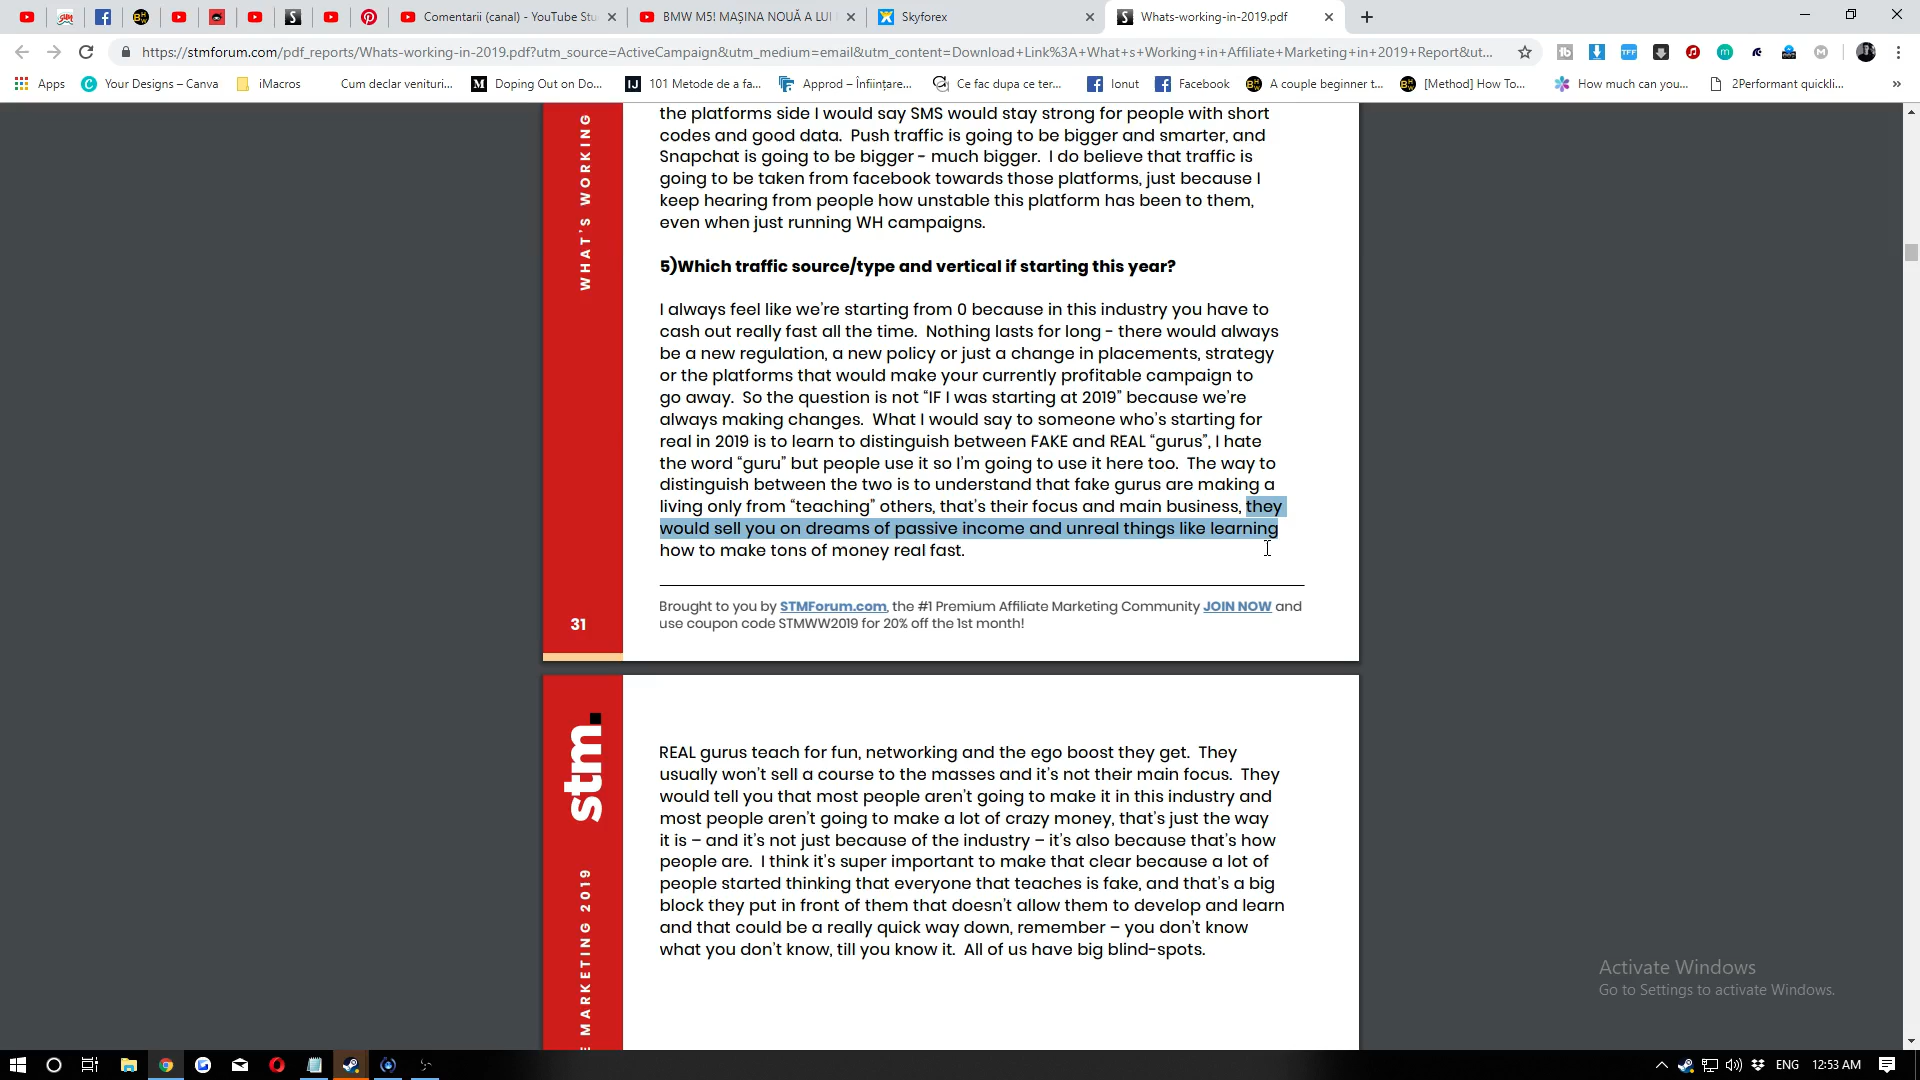 Comentarii (canal) - YouTube Stu
BMW M5! MAȘINA NOUĂ A LUI
Skyforex
Whats-working-in-2019.pdf
https://stmforum.com/pdf_reports/Whats-working-in-2019.pdf?utm_source=ActiveCampaign&utm_medium=email&utm_content=Download+Link%3A+What+s+Working+in+Affiliate+Marketing+in+2019+Report&ut...
Apps
Your Designs – Canva
iMacros
Cum declar venituri...
Doping Out on Do...
101 Metode de a fa...
Approd – Înființare...
Ce fac dupa ce ter...
Ionut
Facebook
A couple beginner t...
[Method] How To...
How much can you...
2Performant quickli...
»
WHAT'S WORKING
the platforms side I would say SMS would stay strong for people with short
codes and good data. Push traffic is going to be bigger and smarter, and
Snapchat is going to be bigger - much bigger. I do believe that traffic is
going to be taken from facebook towards those platforms, just because I
keep hearing from people how unstable this platform has been to them,
even when just running WH campaigns.
5)Which traffic source/type and vertical if starting this year?
I always feel like we're starting from 0 because in this industry you have to
cash out really fast all the time. Nothing lasts for long - there would always
be a new regulation, a new policy or just a change in placements, strategy
or the platforms that would make your currently profitable campaign to
go away. So the question is not "IF I was starting at 2019" because we're
always making changes. What I would say to someone who's starting for
real in 2019 is to learn to distinguish between FAKE and REAL "gurus", I hate
the word "guru" but people use it so I'm going to use it here too. The way to
distinguish between the two is to understand that fake gurus are making a
living only from "teaching" others, that's their focus and main business, they
would sell you on dreams of passive income and unreal things like learning
how to make tons of money real fast.
Brought to you by STMForum.com, the #1 Premium Affiliate Marketing Community JOIN NOW and
use coupon code STMWW2019 for 20% off the 1st month!
31
stm.
E MARKETING 2019
REAL gurus teach for fun, networking and the ego boost they get. They
usually won't sell a course to the masses and it's not their main focus. They
would tell you that most people aren't going to make it in this industry and
most people aren't going to make a lot of crazy money, that's just the way
it is – and it's not just because of the industry – it's also because that's how
people are. I think it's super important to make that clear because a lot of
people started thinking that everyone that teaches is fake, and that's a big
block they put in front of them that doesn't allow them to develop and learn
and that could be a really quick way down, remember – you don't know
what you don't know, till you know it. All of us have big blind-spots.
Activate Windows
Go to Settings to activate Windows.
ENG
12:53 AM